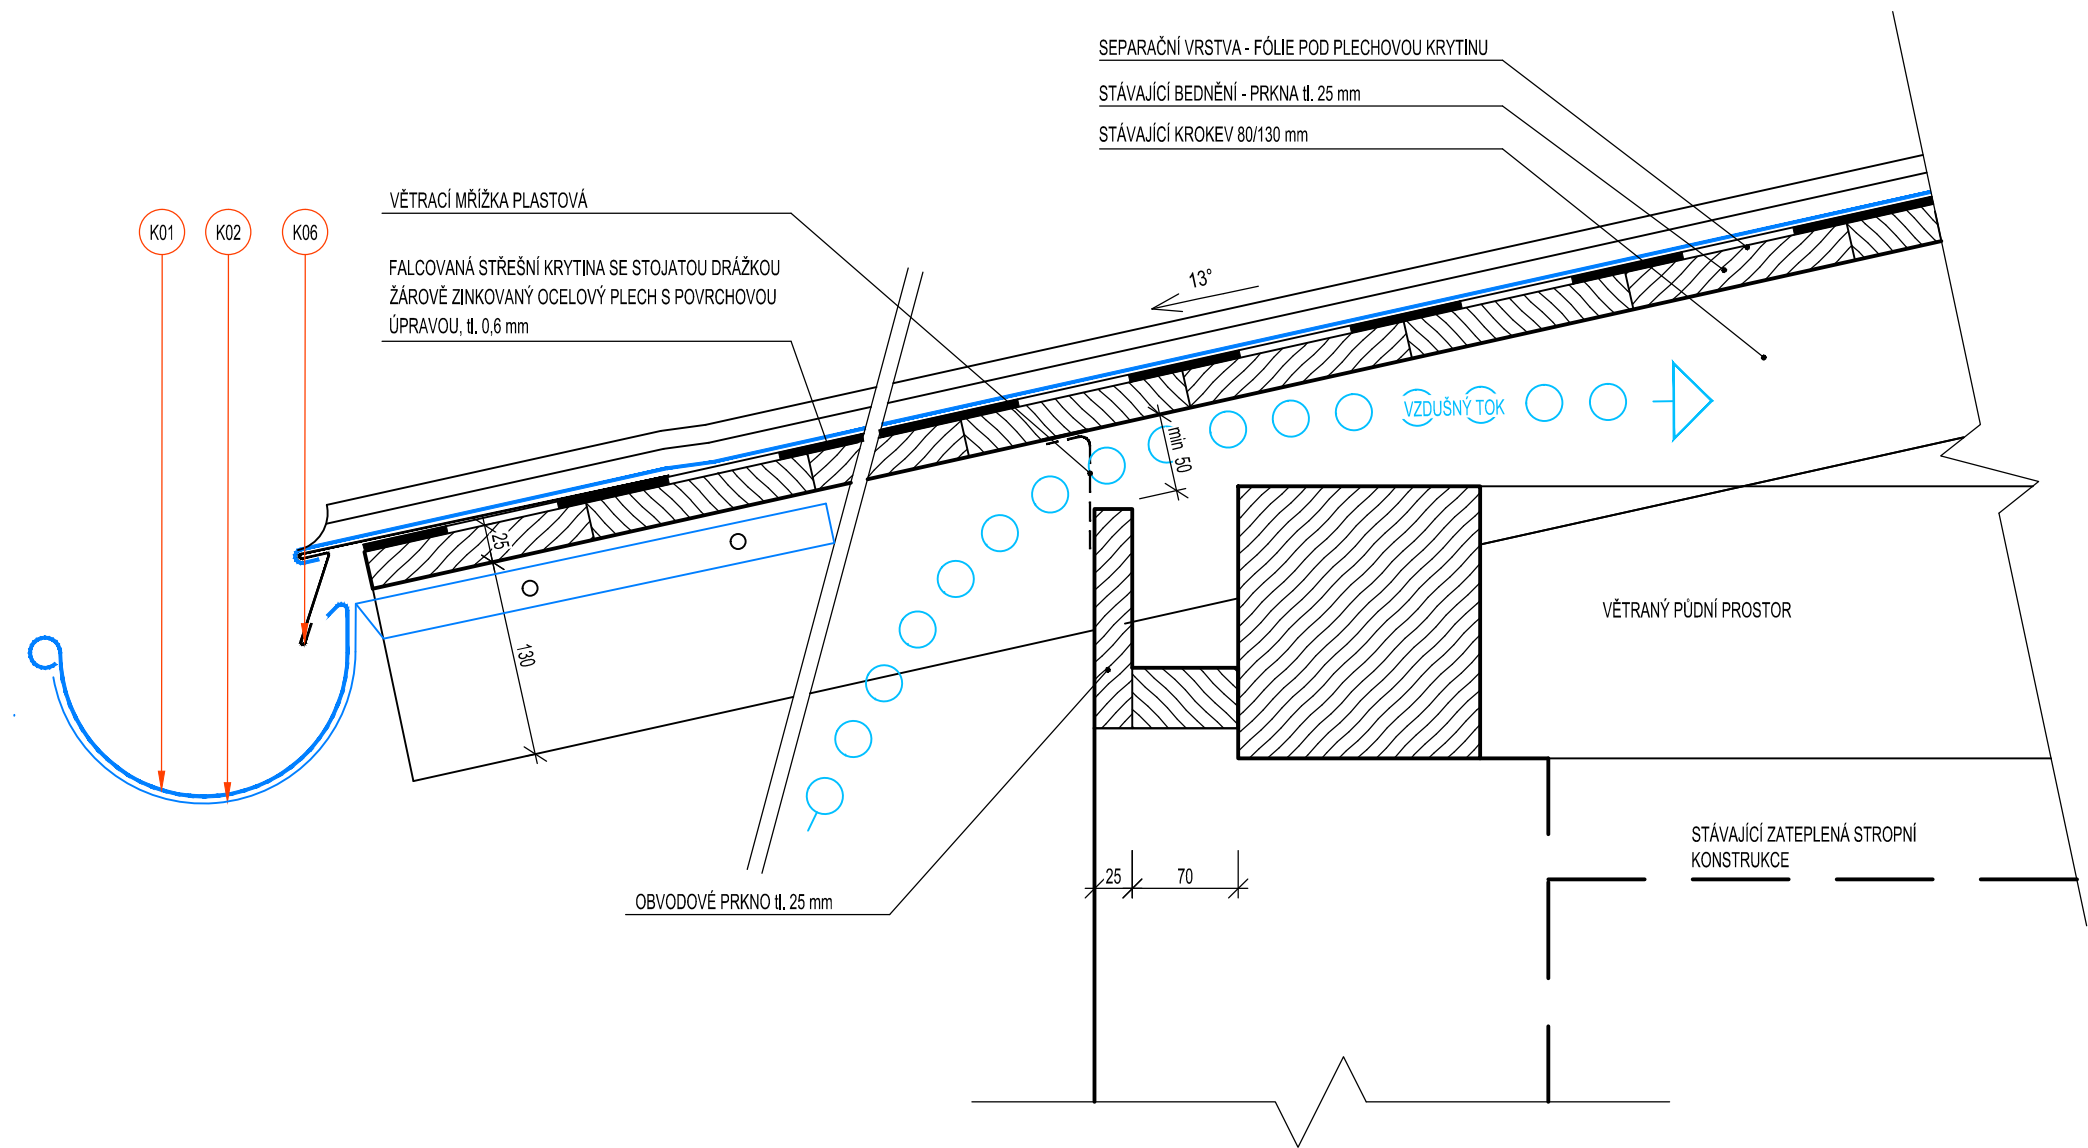 SEPARAČNÍ VRSTVA - FÓLIE POD PLECHOVOU KRYTINU
STÁVAJÍCÍ BEDNĚNÍ - PRKNA tl. 25 mm
STÁVAJÍCÍ KROKEV 80/130 mm
VĚTRACÍ MŘÍŽKA PLASTOVÁ
K01
K02
K06
FALCOVANÁ STŘEŠNÍ KRYTINA SE STOJATOU DRÁŽKOU
ŽÁROVĚ ZINKOVANÝ OCELOVÝ PLECH S POVRCHOVOU
ÚPRAVOU, tl. 0,6 mm
13°
VZDUŠNÝ TOK
min 50
25
130
VĚTRANÝ PŮDNÍ PROSTOR
STÁVAJÍCÍ ZATEPLENÁ STROPNÍ
KONSTRUKCE
25
70
OBVODOVÉ PRKNO tl. 25 mm